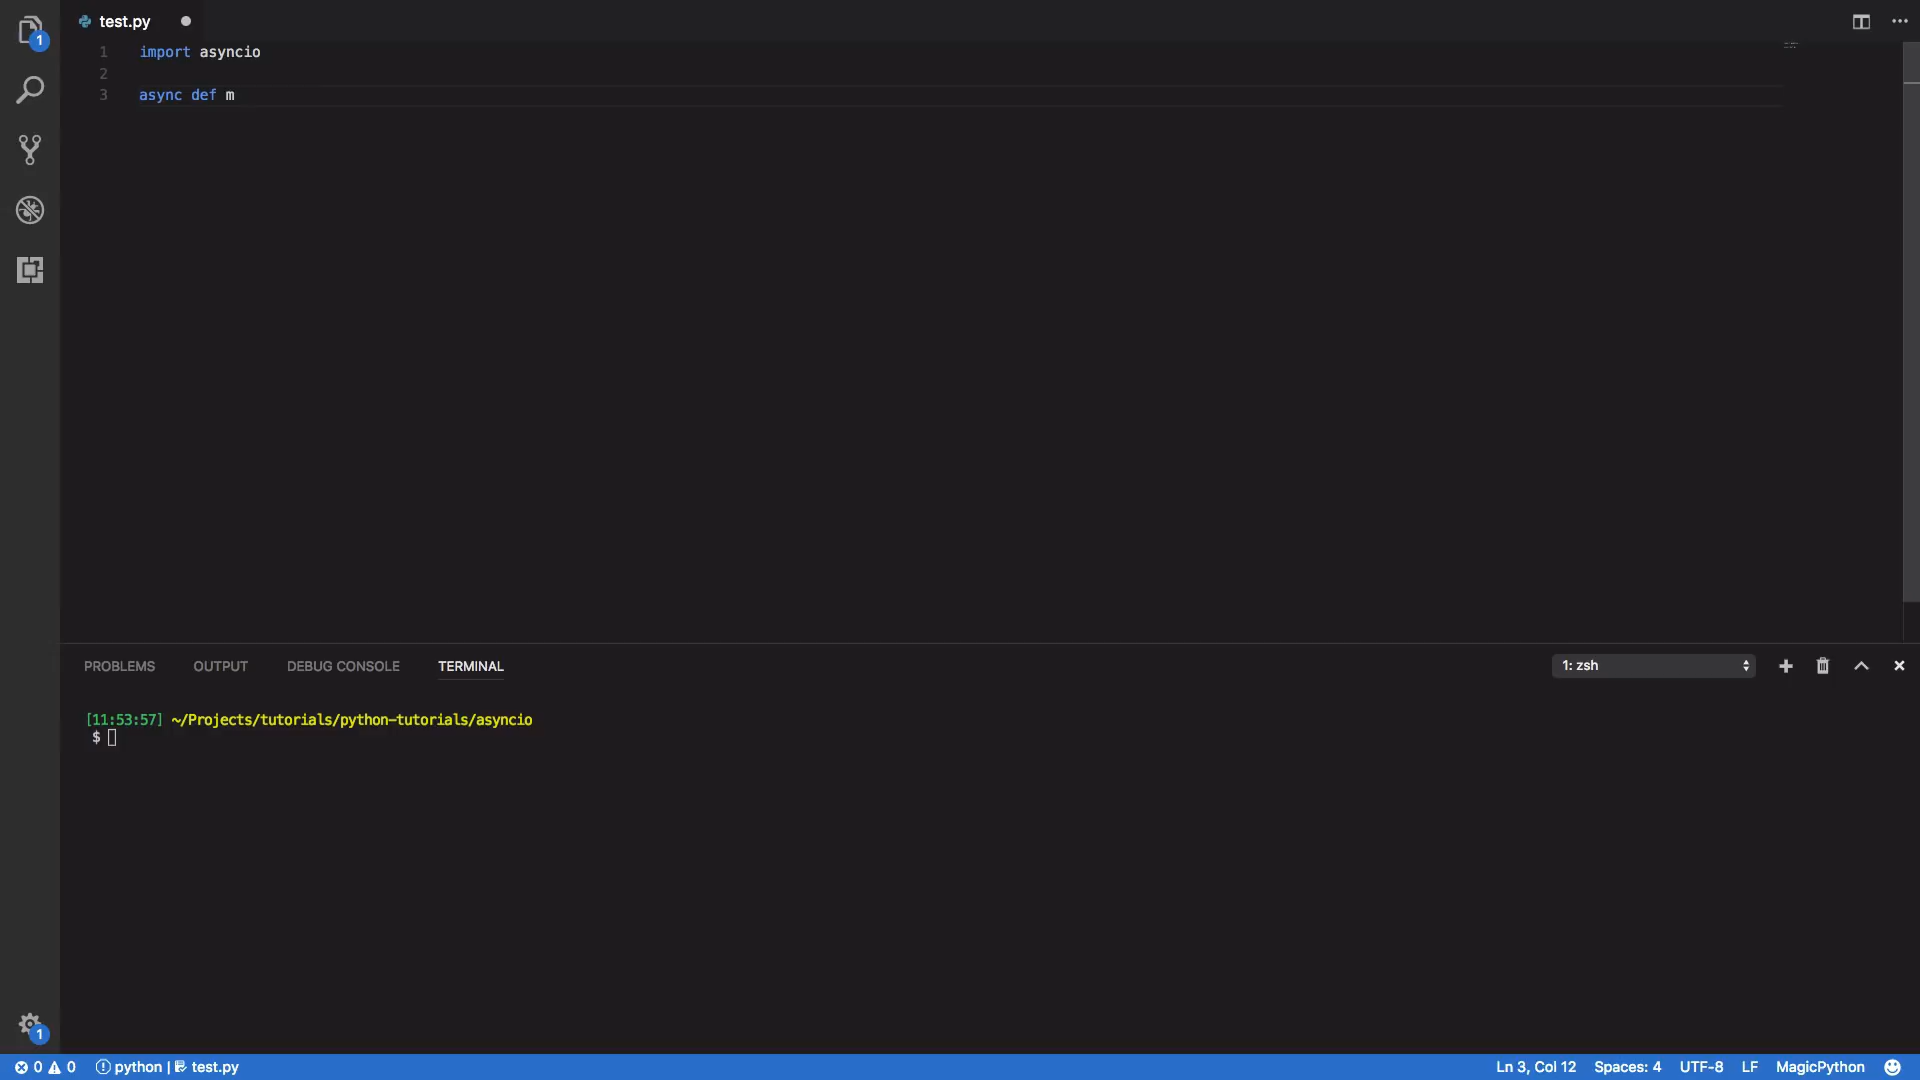 1
test.py
1 import asyncio
2
3 async def m
PROBLEMS OUTPUT DEBUG CONSOLE TERMINAL 1: zsh
[11:53:57] ~/Projects/tutorials/python-tutorials/asyncio
$
1
0 0 python | test.py Ln 3, Col 12 Spaces: 4 UTF-8 LF MagicPython